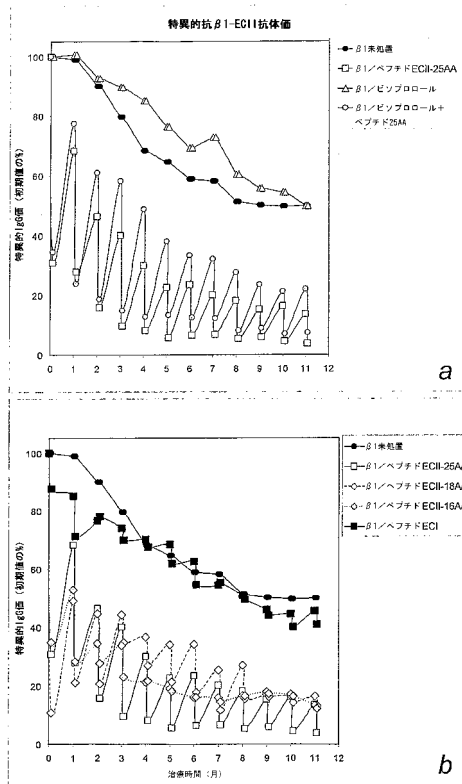 特異的抗β1-ECII抗体価
β1未処置
β1/ペプチドECII-25AA
β1/ビソプロロール
β1/ビソプロロール+
ペプチド25AA
特異的IgG価(初期値の%)
100
80
60
40
20
0
0 1 2 3 4 5 6 7 8 9 10 11 12
a
β1未処置
β1/ペプチドECII-25AA
β1/ペプチドECII-18AA
β1/ペプチドECII-16AA
β1/ペプチドECI
特異的IgG価(初期値の%)
100
80
60
40
20
0
0 1 2 3 4 5 6 7 8 9 10 11 12
治療時間(月)
b